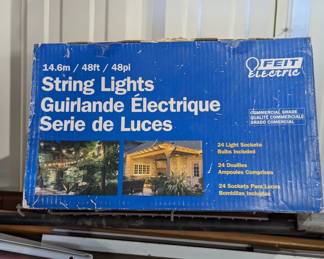 14.6m / 48ft / 48pi
String Lights
Guirlande Électrique
Serie de Luces
FEIT
Electric
COMMERCIAL GRADE
QUALITÉ COMMERCIALE
GRADO COMERCIAL
24 Light Sockets
Bulbs Included
24 Douilles
Ampoules Comprises
24 Sockets Para Luces
Bombillas Incluidas